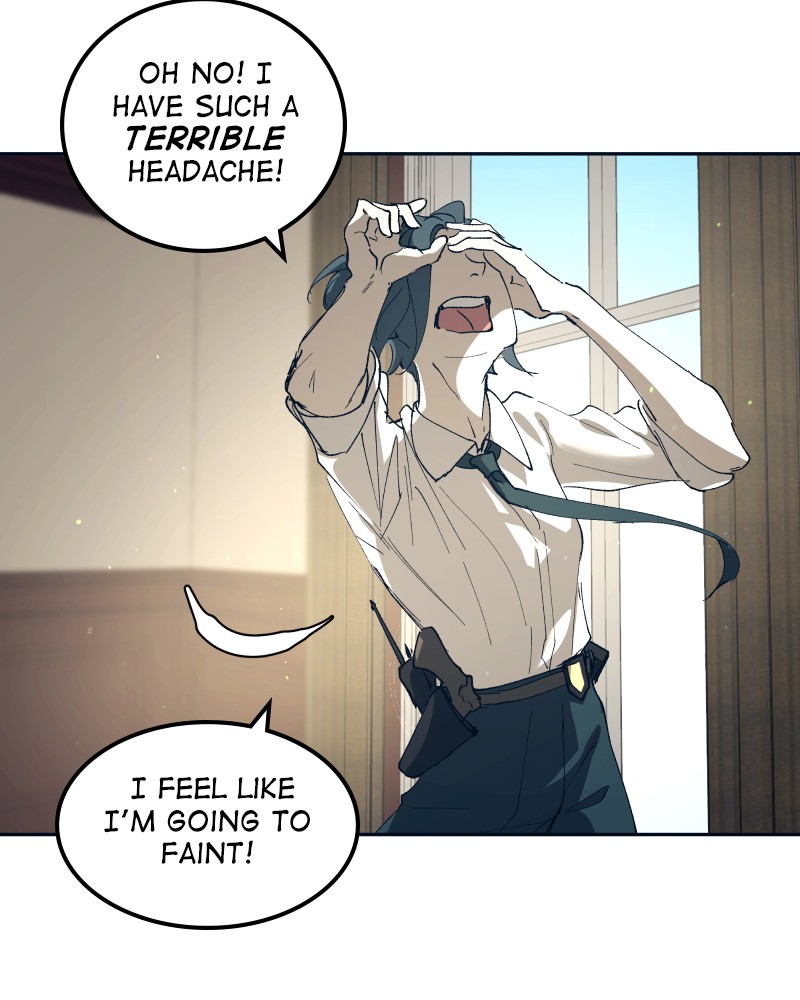 OH NO! I
HAVE SUCH A
TERRIBLE
HEADACHE!
I FEEL LIKE
I'M GOING TO
FAINT!